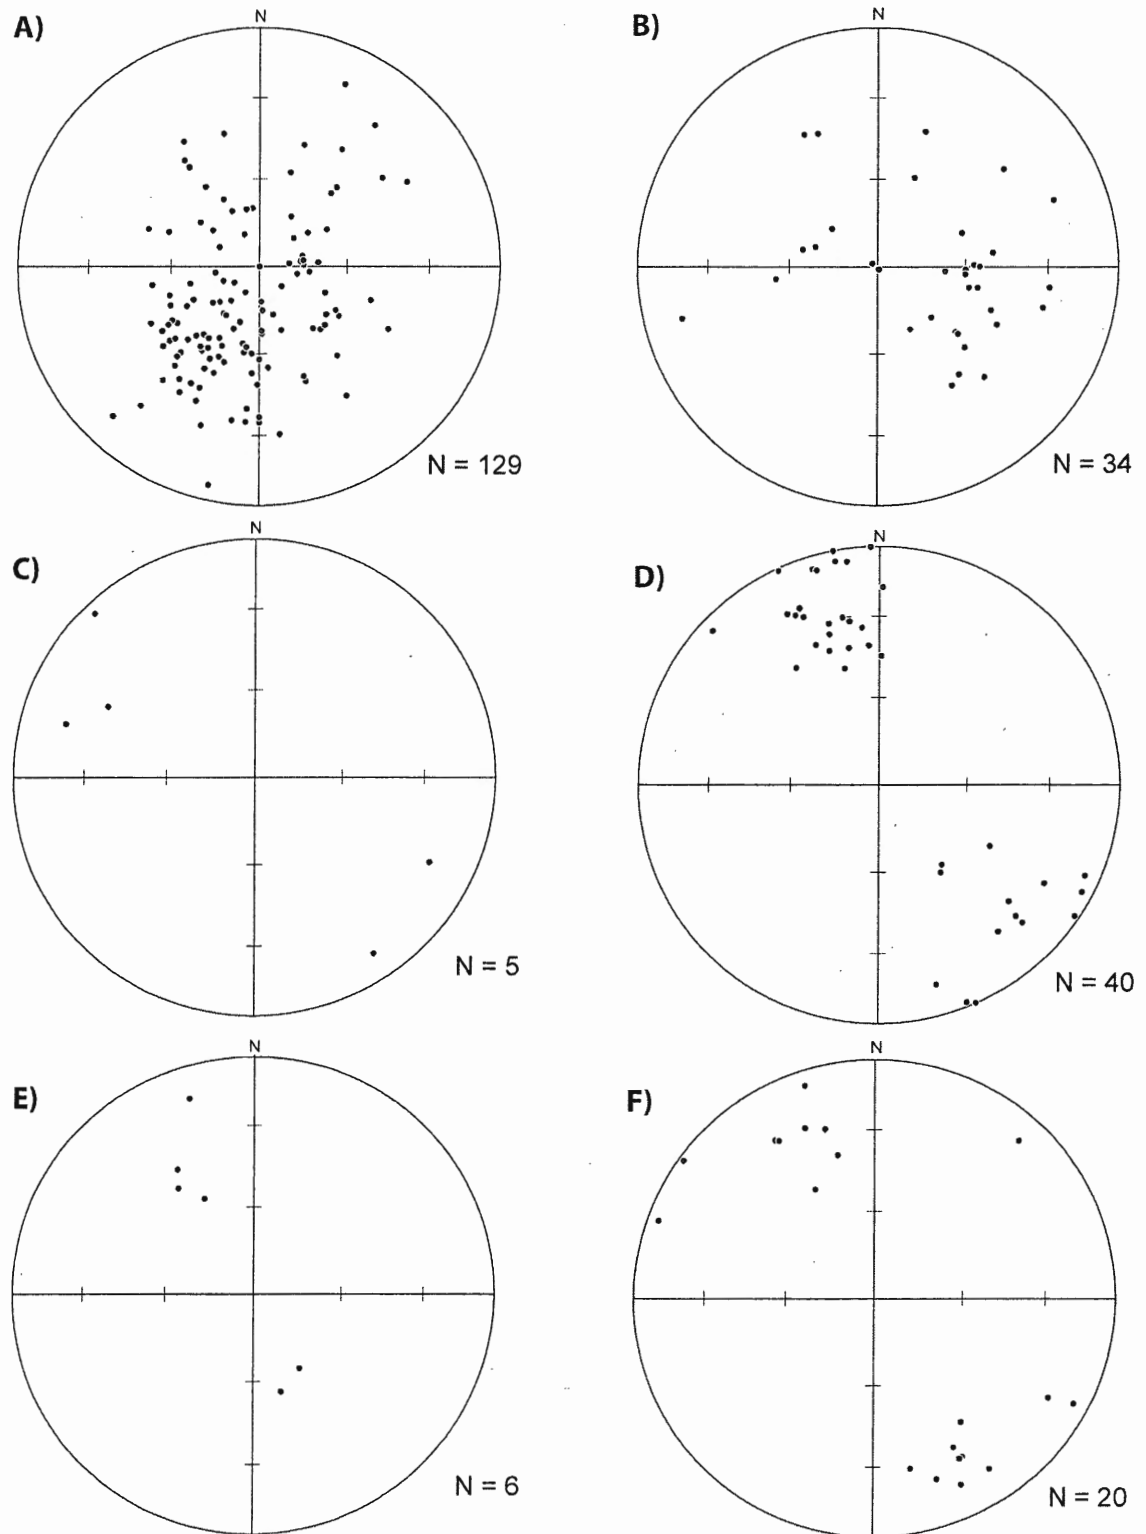 A)
N
N = 129
B)
N
N = 34
C)
N
N = 5
D)
N
N = 40
E)
N
N = 6
F)
N
N = 20